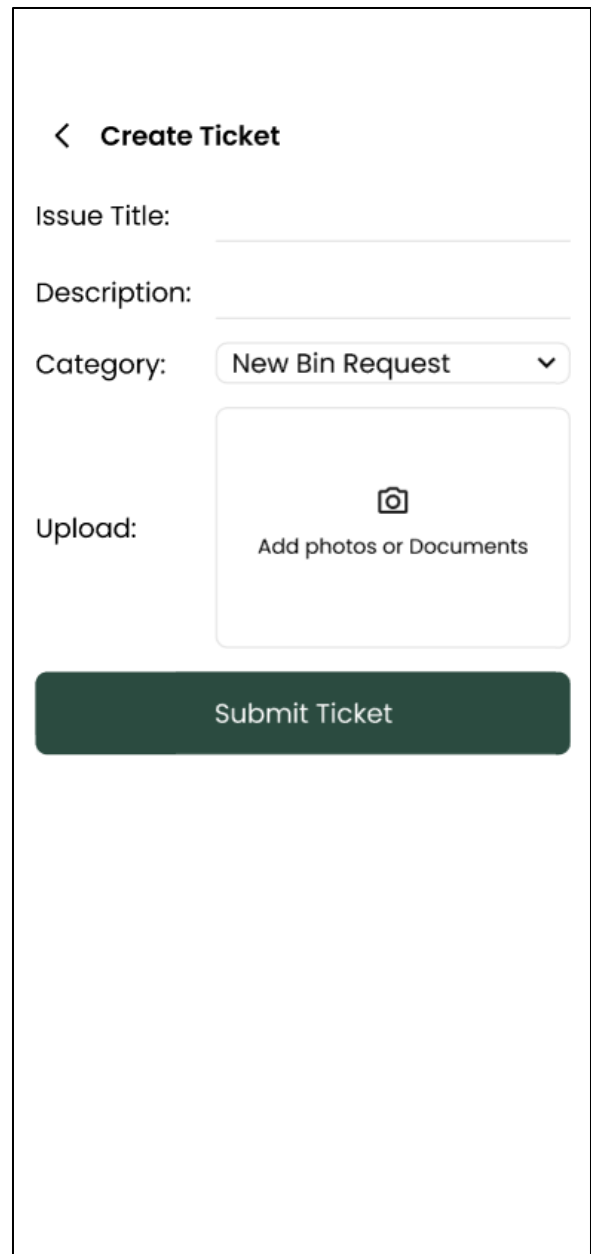 Create Ticket
Issue Title:
Description:
Category: New Bin Request
Upload: Add photos or Documents
Submit Ticket